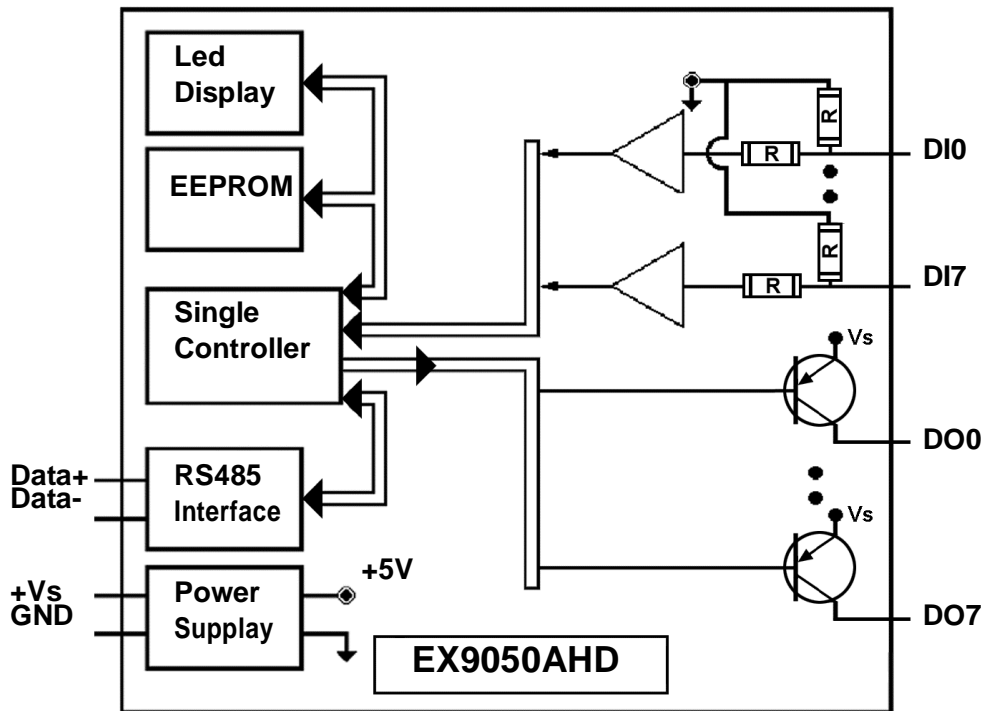 Led
Display
EEPROM
Single
Controller
RS485
Interface
Data+
Data-
Power
Supplay
+Vs
GND
+5V
EX9050AHD
R
R
DI0
R
R
DI7
Vs
DO0
Vs
DO7